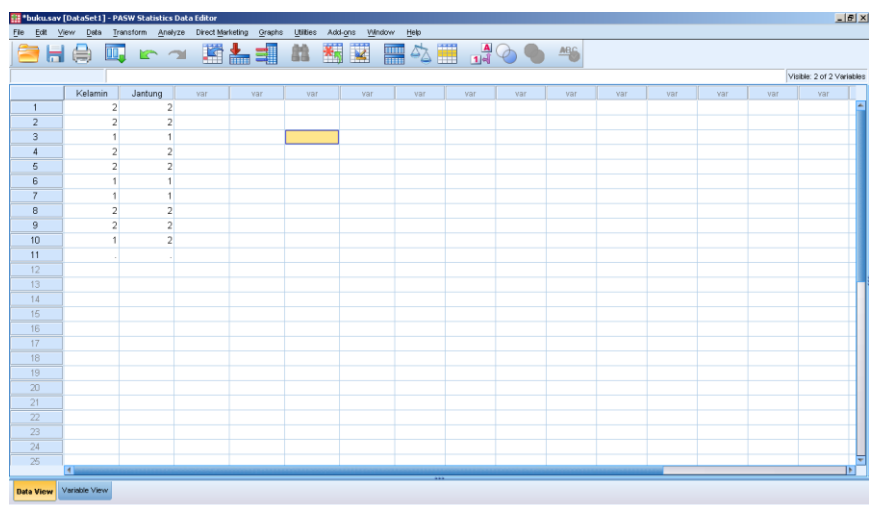 *buku.sav [DataSet1] - PASW Statistics Data Editor
File Edit View Data Transform Analyze Direct Marketing Graphs Utilities Add-ons Window Help
Visible: 2 of 2 Variables
Kelamin Jantung var var var var var var var var var var var var
1 2 2
2 2 2
3 1 1
4 2 2
5 2 2
6 1 1
7 1 1
8 2 2
9 2 2
10 1 2
11 . .
12
13
14
15
16
17
18
19
20
21
22
23
24
25
Data View Variable View